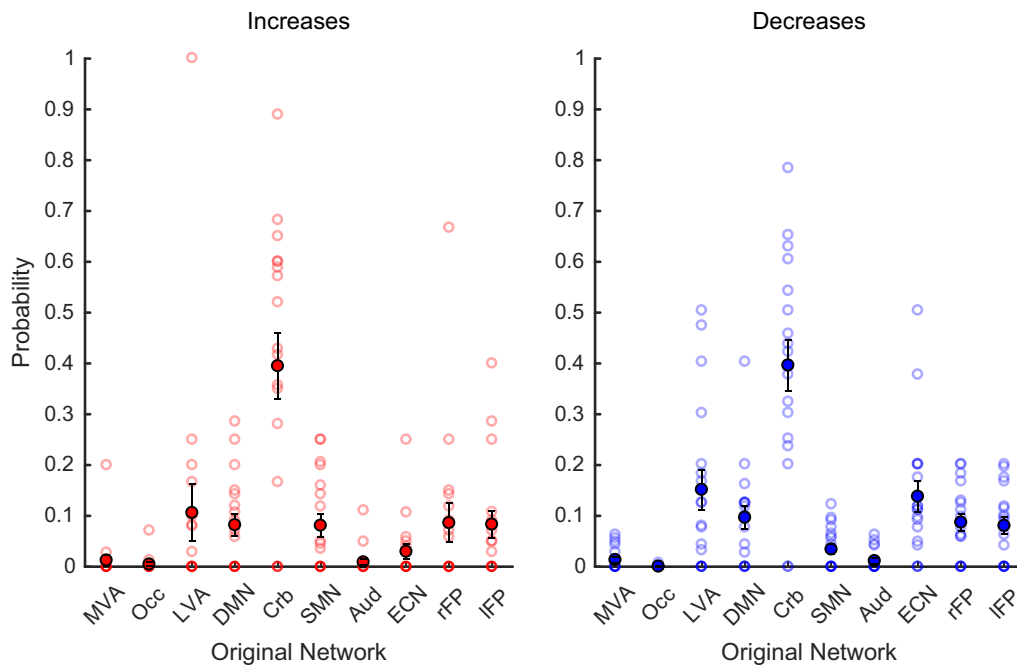 Increases
Decreases
Probability
1
0.9
0.8
0.7
0.6
0.5
0.4
0.3
0.2
0.1
0
MVA
Occ
LVA
DMN
Crb
SMN
Aud
ECN
rFP
lFP
Original Network
1
0.9
0.8
0.7
0.6
0.5
0.4
0.3
0.2
0.1
0
MVA
Occ
LVA
DMN
Crb
SMN
Aud
ECN
rFP
lFP
Original Network